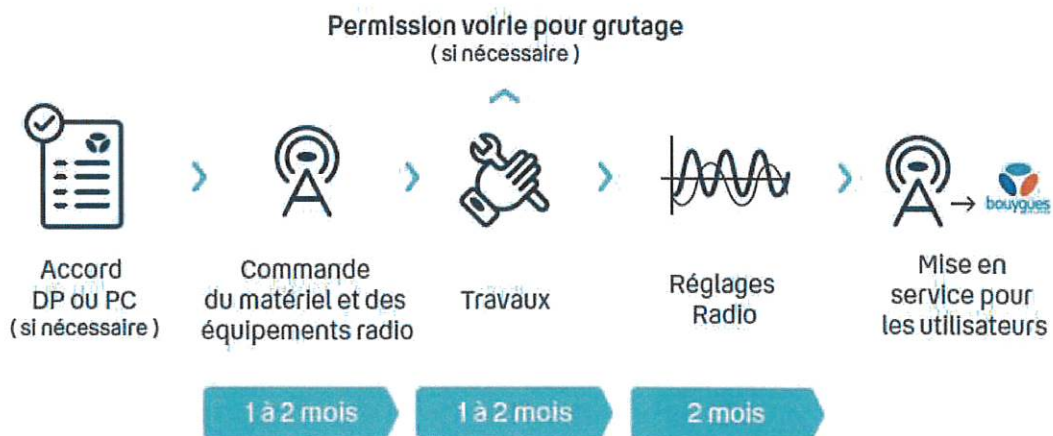 Permission voirie pour grutage
( si nécessaire )
Accord
DP ou PC
( si nécessaire )
Commande
du matériel et des
équipements radio
Travaux
Réglages
Radio
bouygues
Mise en
service pour
les utilisateurs
1 à 2 mois
1 à 2 mois
2 mois